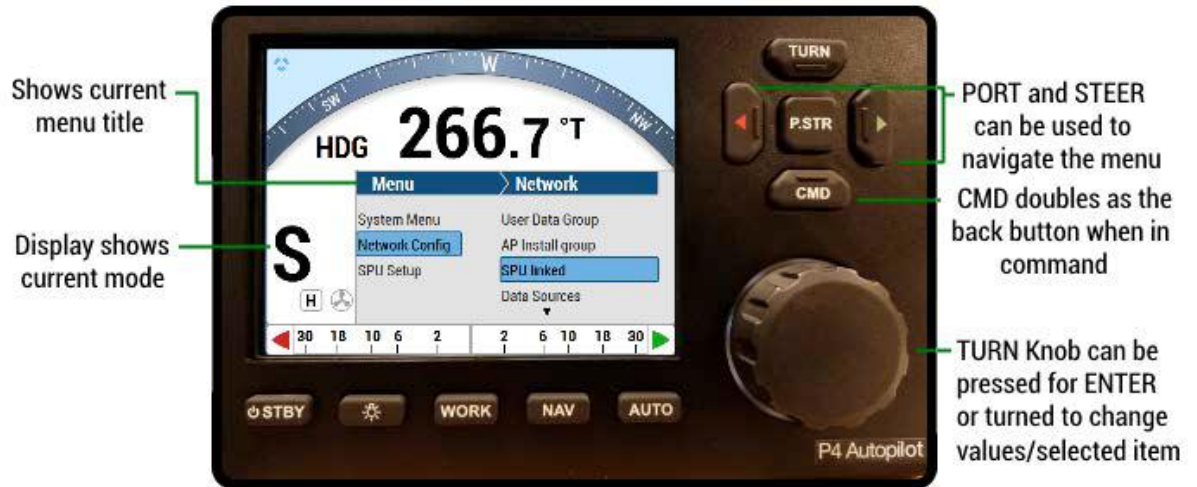 Shows current
menu title
Display shows
current mode
SW
W
NW
HDG 266.7 °T
Menu
Network
System Menu
Network Config
SPU Setup
User Data Group
AP Install group
SPU linked
Data Sources
S
H
30 18 10 6 2 2 6 10 18 30
STBY
WORK
NAV
AUTO
TURN
P.STR
CMD
P4 Autopilot
PORT and STEER
can be used to
navigate the menu
CMD doubles as the
back button when in
command
TURN Knob can be
pressed for ENTER
or turned to change
values/selected item